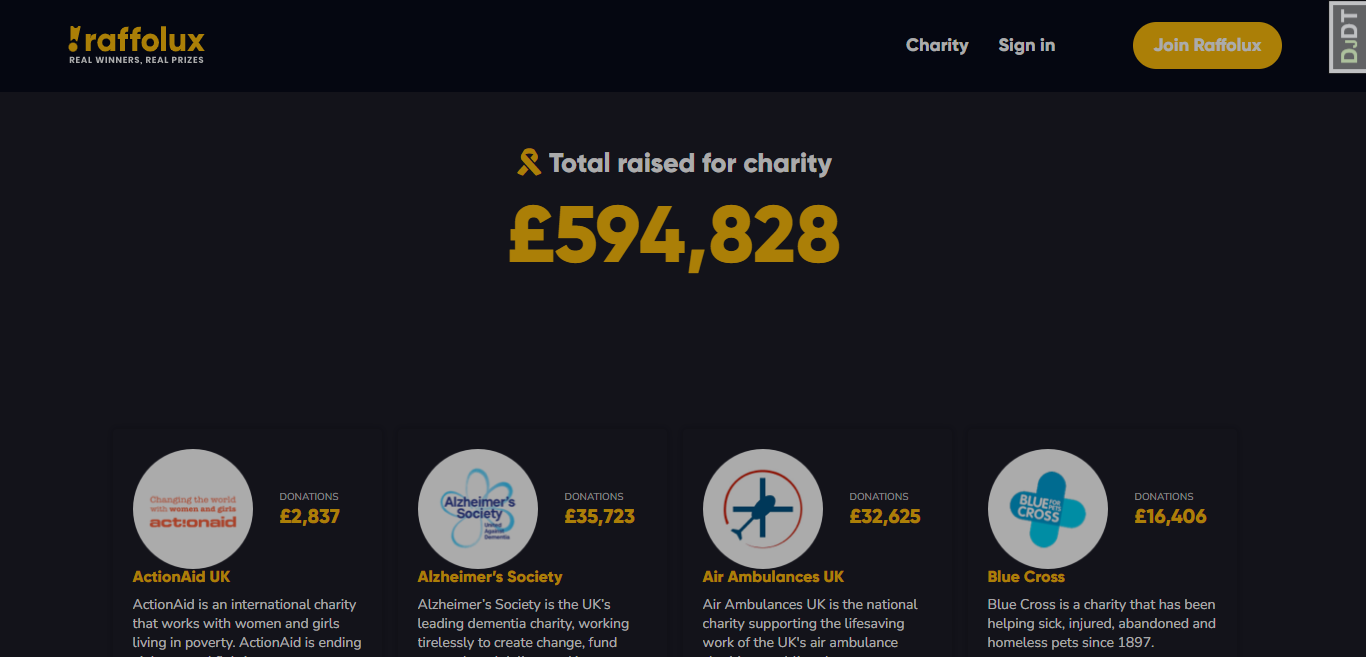 raffolux
REAL WINNERS, REAL PRIZES
Charity
Sign in
Join Raffolux
DJDT
Total raised for charity
£594,828
Changing the world
with women and girls
act!onaid
DONATIONS
£2,837
ActionAid UK
ActionAid is an international charity
that works with women and girls
living in poverty. ActionAid is ending
Alzheimer's
Society
United
Against
Dementia
DONATIONS
£35,723
Alzheimer’s Society
Alzheimer’s Society is the UK’s
leading dementia charity, working
tirelessly to create change, fund
DONATIONS
£32,625
Air Ambulances UK
Air Ambulances UK is the national
charity supporting the lifesaving
work of the UK's air ambulance
BLUE FOR PETS
CROSS
DONATIONS
£16,406
Blue Cross
Blue Cross is a charity that has been
helping sick, injured, abandoned and
homeless pets since 1897.